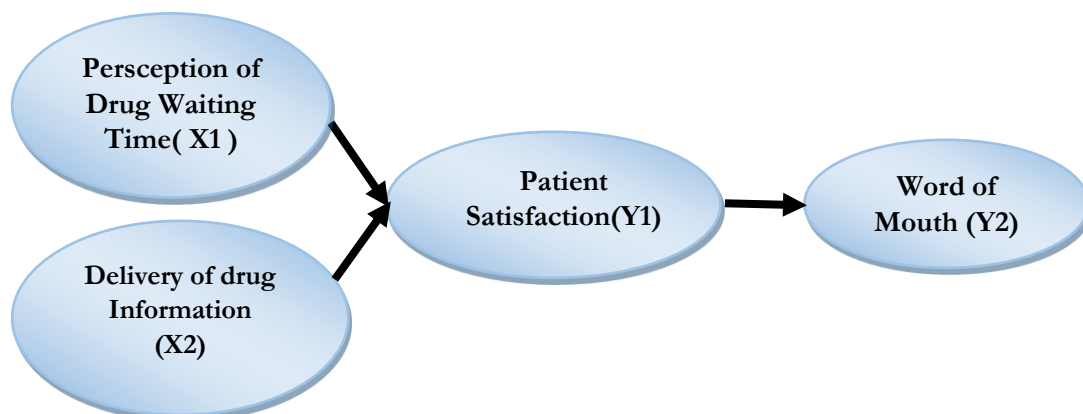 Persception of
Drug Waiting
Time( X1 )
Delivery of drug
Information
(X2)
Patient
Satisfaction(Y1)
Word of
Mouth (Y2)